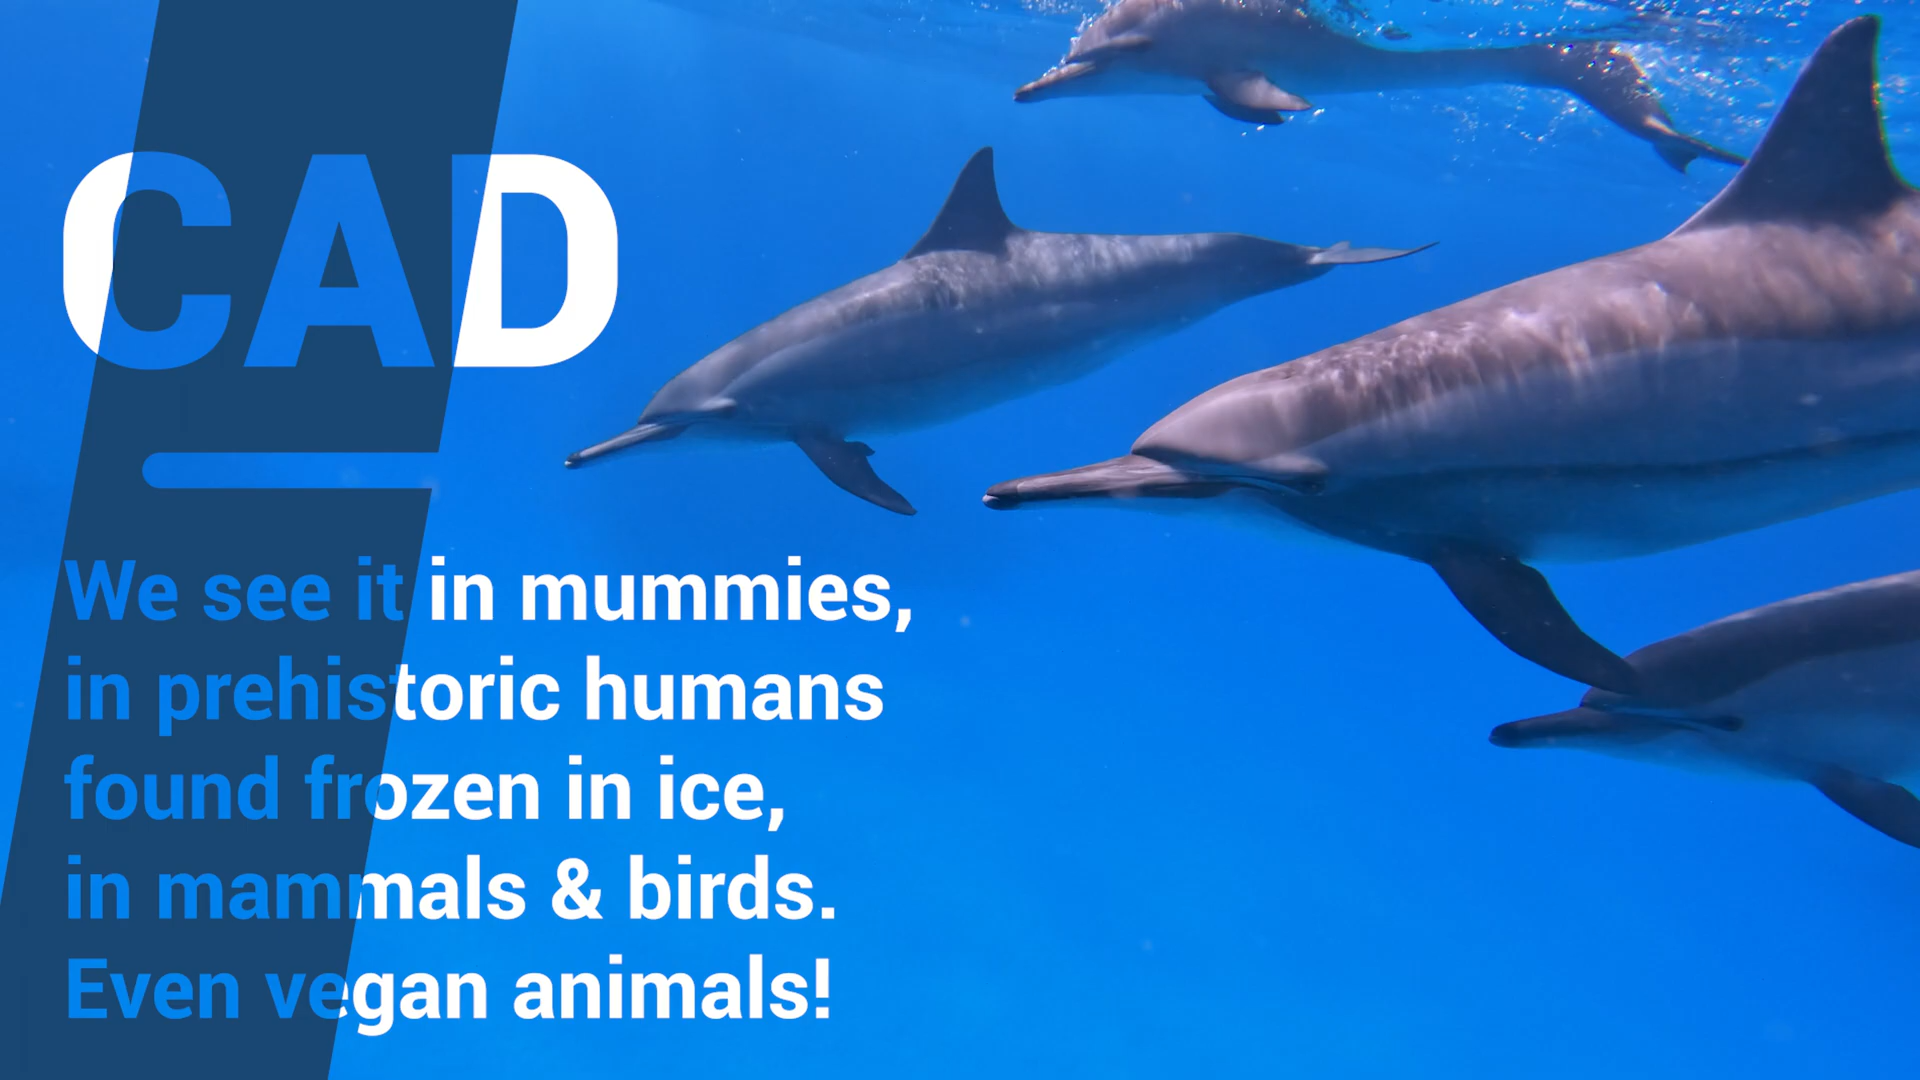 CAD
We see it in mummies,
in prehistoric humans
found frozen in ice,
in mammals & birds.
Even vegan animals!